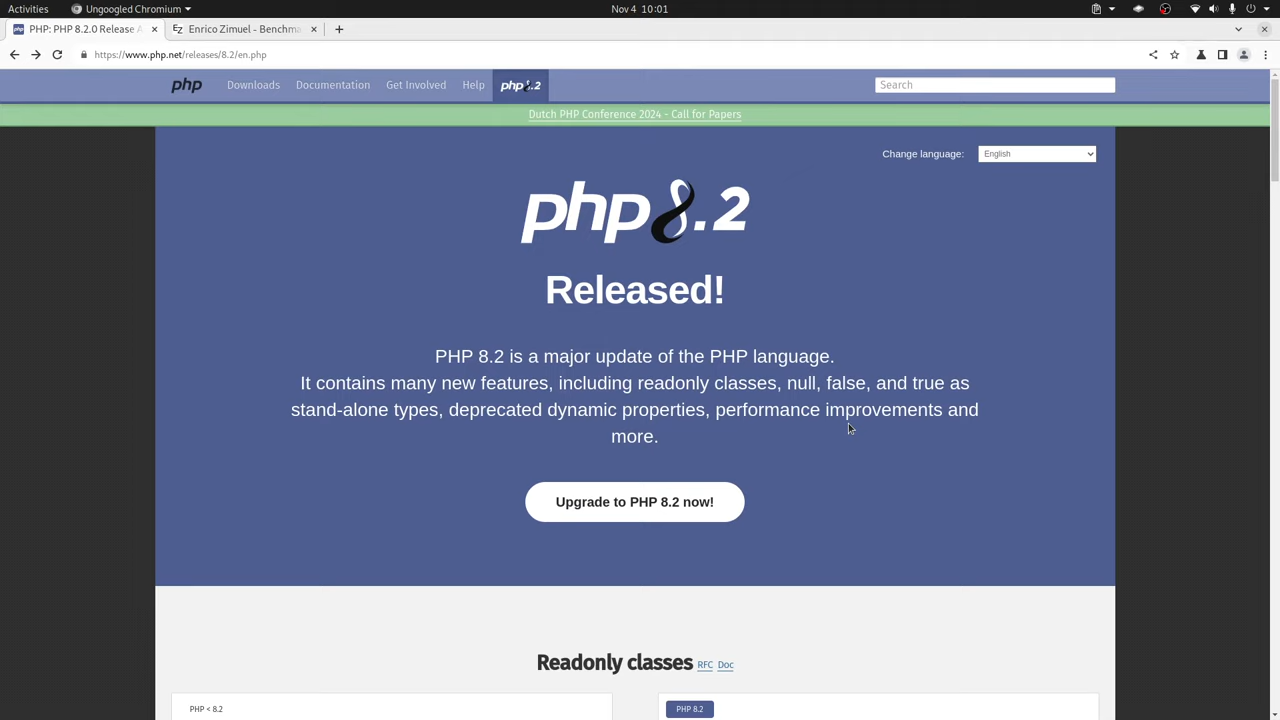 Activities
Ungoogled Chromium
Nov 4 10:01
PHP: PHP 8.2.0 Release A
Enrico Zimuel - Benchma
https://www.php.net/releases/8.2/en.php
php
Downloads
Documentation
Get Involved
Help
php8.2
Search
Dutch PHP Conference 2024 - Call for Papers
Change language:
English
php8.2
Released!
PHP 8.2 is a major update of the PHP language.
It contains many new features, including readonly classes, null, false, and true as
stand-alone types, deprecated dynamic properties, performance improvements and
more.
Upgrade to PHP 8.2 now!
Readonly classes RFC Doc
PHP < 8.2
PHP 8.2